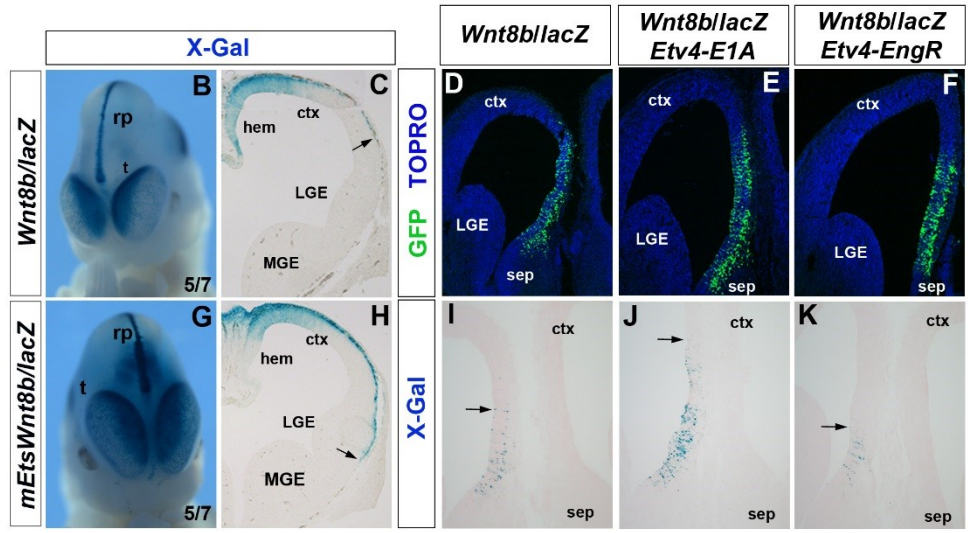 X-Gal
Wnt8b/lacZ
Wnt8b/lacZ
Etv4-E1A
Wnt8b/lacZ
Etv4-EngR
Wnt8b/lacZ
B
rp
t
5/7
C
ctx
hem
LGE
MGE
GFP TOPRO
D
ctx
LGE
sep
E
ctx
LGE
sep
F
ctx
LGE
sep
mEtsWnt8b/lacZ
G
rp
t
5/7
H
ctx
hem
LGE
MGE
X-Gal
I
ctx
sep
J
ctx
sep
K
ctx
sep